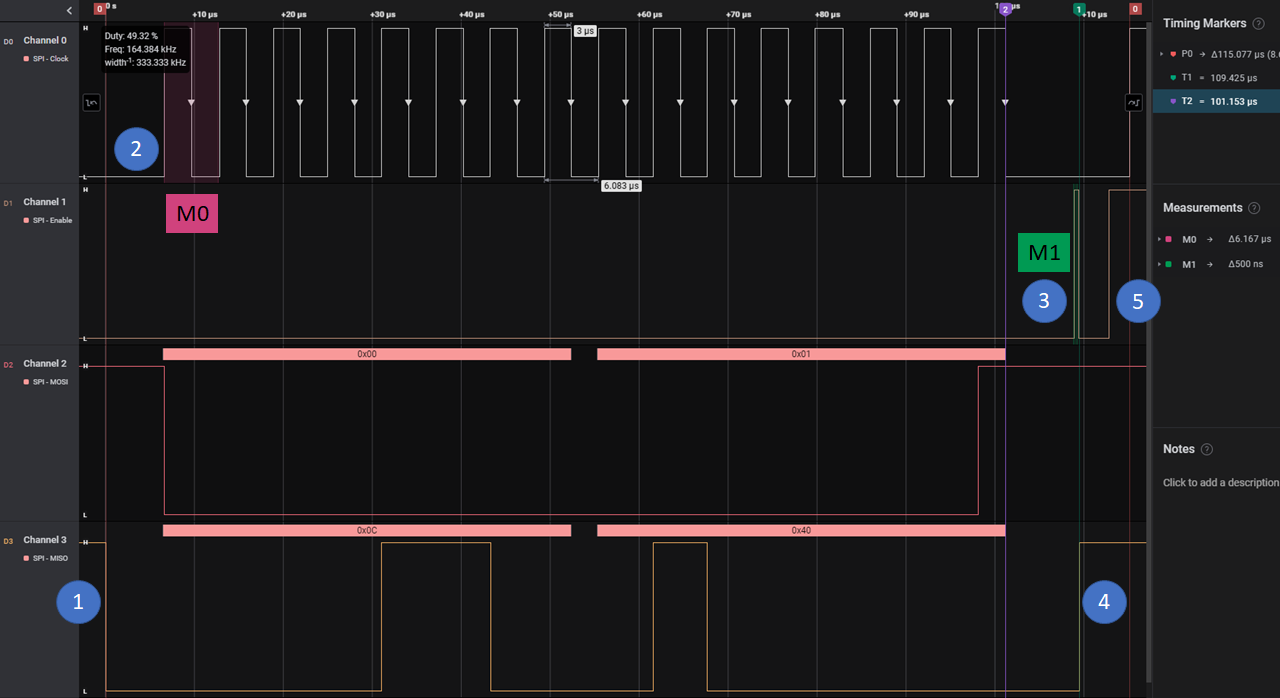 0 s
+10 µs
+20 µs
+30 µs
+40 µs
+50 µs
+60 µs
+70 µs
+80 µs
+90 µs
+10 µs
0
2
1
0
D0
Channel 0
SPI - Clock
H
L
Duty: 49.32 %
Freq: 164.384 kHz
width⁻¹: 333.333 kHz
3 µs
6.083 µs
2
D1
Channel 1
SPI - Enable
H
L
M0
M1
3
5
D2
Channel 2
SPI - MOSI
H
L
0x00
0x01
D3
Channel 3
SPI - MISO
H
L
0x0C
0x40
1
4
Timing Markers ?
P0 → Δ115.077 µs
T1 = 109.425 µs
T2 = 101.153 µs
Measurements ?
M0 → Δ6.167 µs
M1 → Δ500 ns
Notes ?
Click to add a description